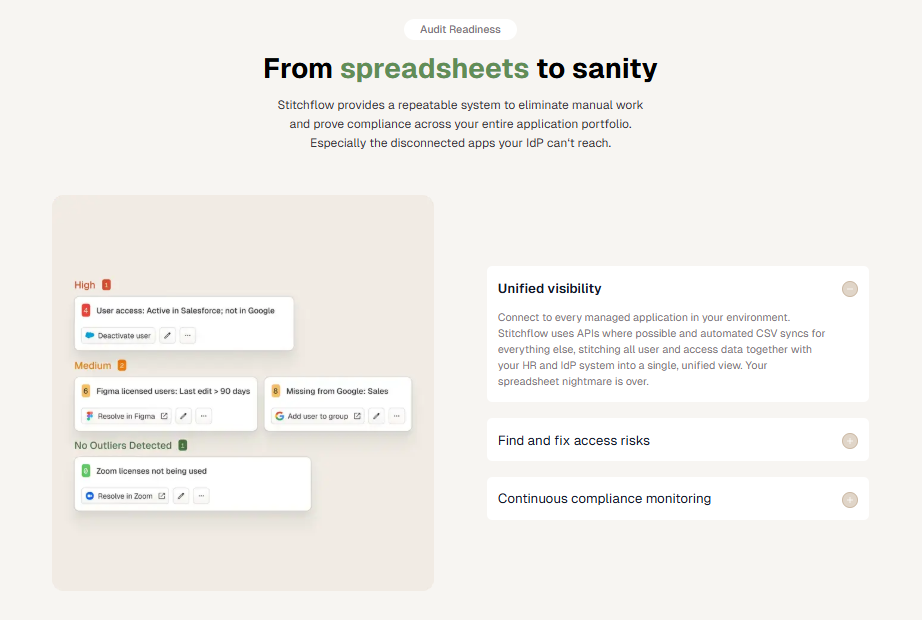 Audit Readiness
From spreadsheets to sanity
Stitchflow provides a repeatable system to eliminate manual work
and prove compliance across your entire application portfolio.
Especially the disconnected apps your IdP can't reach.
High 1
4 User access: Active in Salesforce; not in Google
Deactivate user
Medium 2
6 Figma licensed users: Last edit > 90 days
Resolve in Figma
8 Missing from Google: Sales
Add user to group
No Outliers Detected 1
0 Zoom licenses not being used
Resolve in Zoom
Unified visibility
Connect to every managed application in your environment.
Stitchflow uses APIs where possible and automated CSV syncs for
everything else, stitching all user and access data together with
your HR and IdP system into a single, unified view. Your
spreadsheet nightmare is over.
Find and fix access risks
Continuous compliance monitoring